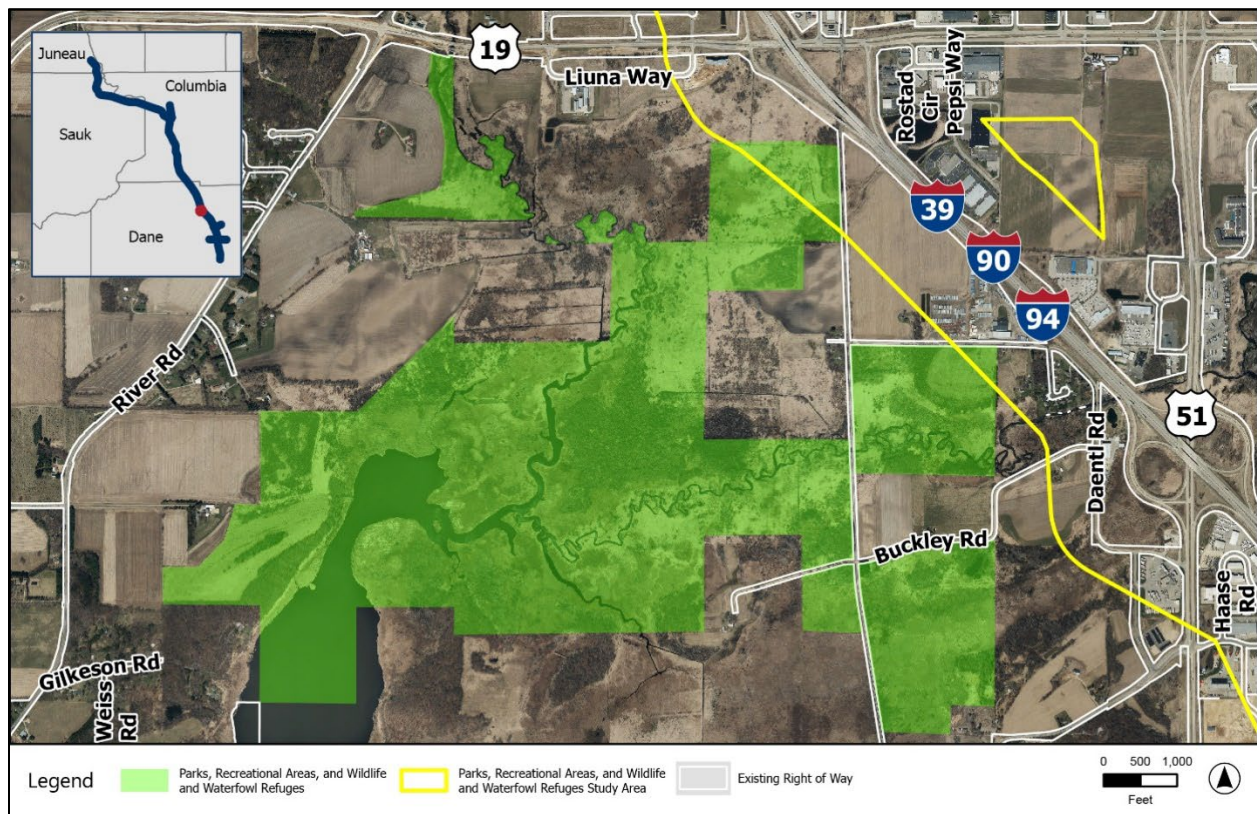 Juneau
Columbia
Sauk
Dane
19
Liuna Way
Rostad
Cir
Pepsi Way
39
90
94
51
River Rd
Daentl Rd
Buckley Rd
Haase
Rd
Gilkeson Rd
Weiss
Rd
Legend
Parks, Recreational Areas, and Wildlife
and Waterfowl Refuges
Parks, Recreational Areas, and Wildlife
and Waterfowl Refuges Study Area
Existing Right of Way
0 500 1,000
Feet